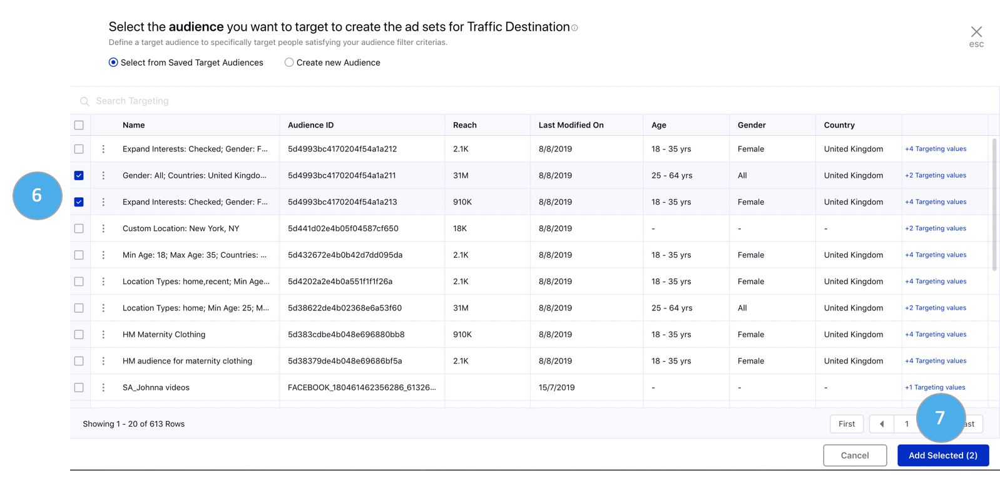 Select the audience you want to target to create the ad sets for Traffic Destination
Define a target audience to specifically target people satisfying your audience filter criterias.
esc
Select from Saved Target Audiences Create new Audience
Search Targeting
Name Audience ID Reach Last Modified On Age Gender Country
Expand Interests: Checked; Gender: F... 5d4993bc4170204f54a1a212 2.1K 8/8/2019 18 - 35 yrs Female United Kingdom +4 Targeting values
Gender: All; Countries: United Kingdo... 5d4993bc4170204f54a1a211 31M 8/8/2019 25 - 64 yrs All United Kingdom +2 Targeting values
6
Expand Interests: Checked; Gender: F... 5d4993bc4170204f54a1a213 910K 8/8/2019 18 - 35 yrs Female United Kingdom +4 Targeting values
Custom Location: New York, NY 5d441d02e4b05f04587cf650 18K 8/8/2019 - - - +2 Targeting values
Min Age: 18; Max Age: 35; Countries: ... 5d432672e4b0b42d7dd095da 2.1K 8/8/2019 18 - 35 yrs Female United Kingdom +4 Targeting values
Location Types: home,recent; Min Age... 5d4202a2e4b0a551f1f1f26a 2.1K 8/8/2019 18 - 35 yrs Female United Kingdom +4 Targeting values
Location Types: home; Min Age: 25; M... 5d38622de4b02368e6a53f60 31M 8/8/2019 25 - 64 yrs All United Kingdom +2 Targeting values
HM Maternity Clothing 5d383cdbe4b048e696880bb8 910K 8/8/2019 18 - 35 yrs Female United Kingdom +4 Targeting values
HM audience for maternity clothing 5d38379de4b048e69686bf5a 2.1K 8/8/2019 18 - 35 yrs Female United Kingdom +4 Targeting values
SA_Johnna videos FACEBOOK_180461462356286_61326... 15/7/2019 - - - +1 Targeting values
Showing 1 - 20 of 613 Rows First 1 7 ast
Cancel Add Selected (2)